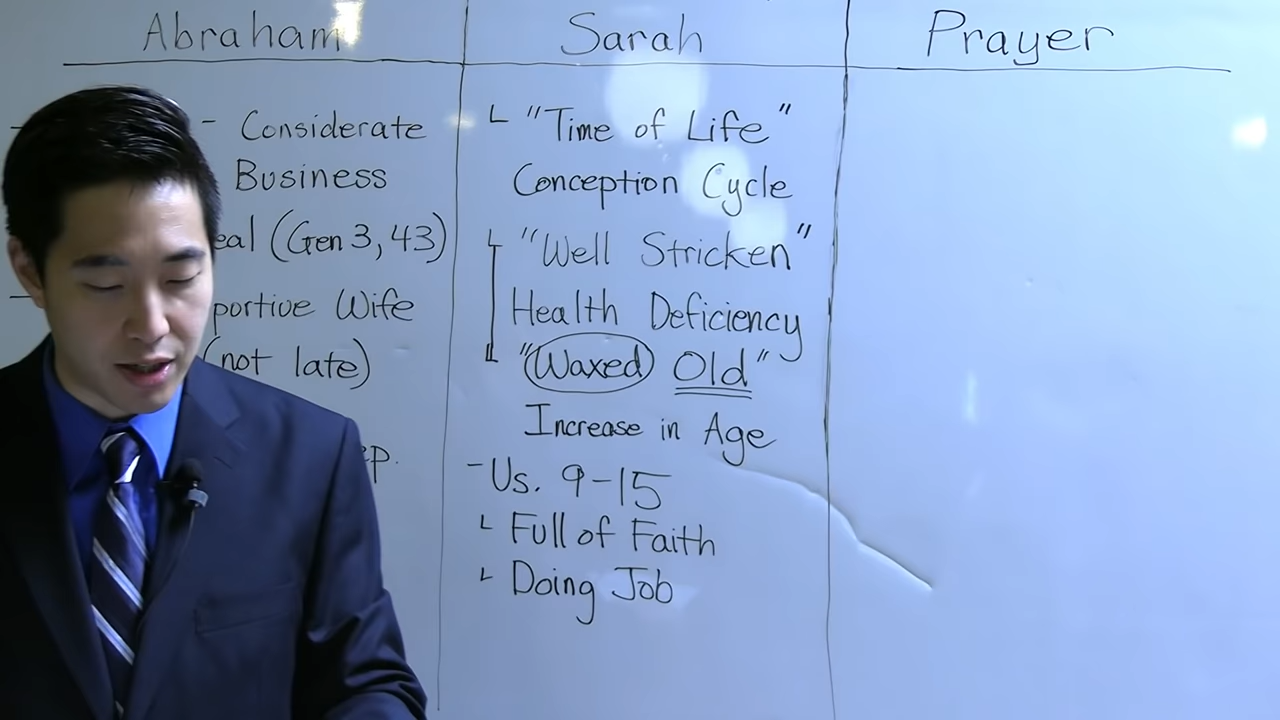 Abraham
- Considerate
Business
eal (Gen 3, 43)
portive Wife
(not late)
ep.
Sarah
"Time of Life"
Conception Cycle
"Well Stricken"
Health Deficiency
"Waxed Old"
Increase in Age
- Vs. 9-15
Full of Faith
Doing Job
Prayer